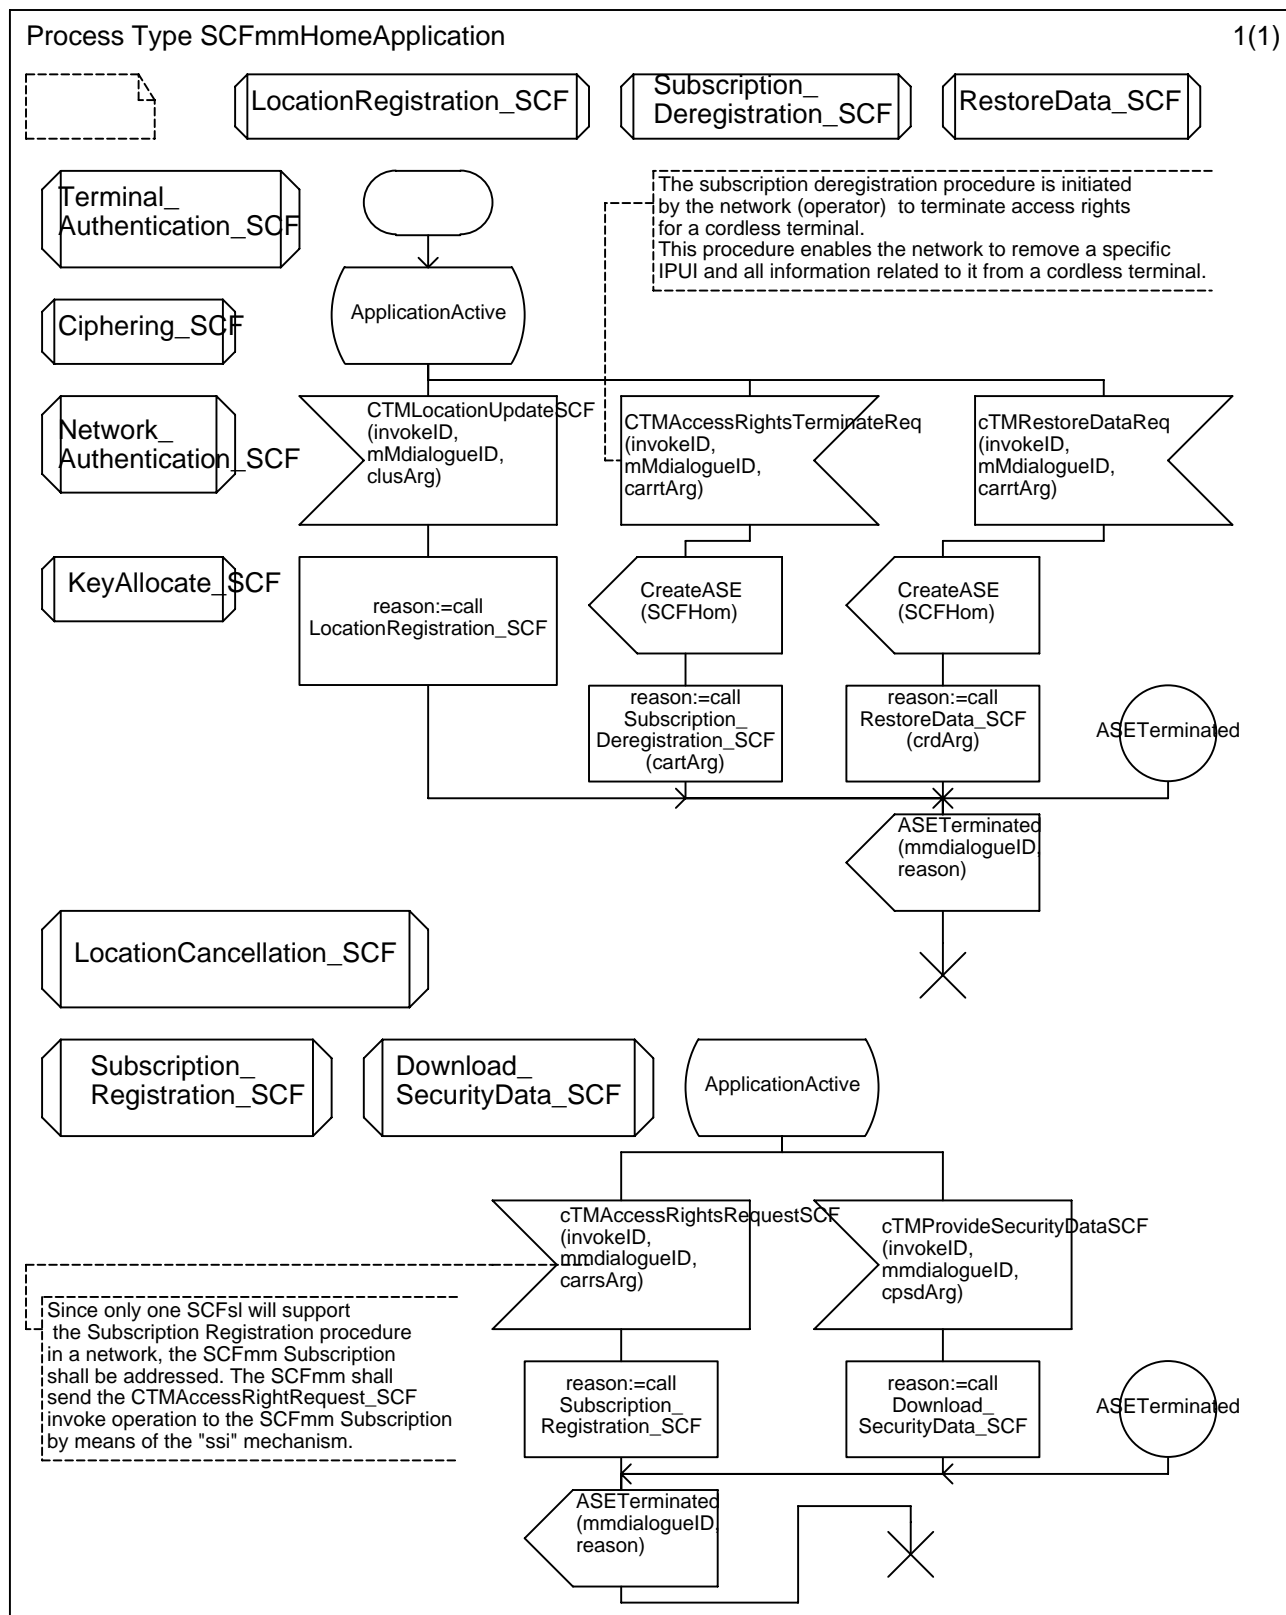 Process Type SCFmmHomeApplication
1(1)
LocationRegistration_SCF
Subscription_
Deregistration_SCF
RestoreData_SCF
Terminal_
Authentication_SCF
The subscription deregistration procedure is initiated
by the network (operator)  to terminate access rights
for a cordless terminal.
This procedure enables the network to remove a specific
IPUI and all information related to it from a cordless terminal.
Ciphering_SCF
ApplicationActive
Network_
Authentication_SCF
CTMLocationUpdateSCF
(invokeID,
mMdialogueID,
clusArg)
CTMAccessRightsTerminateReq
(invokeID,
mMdialogueID,
carrtArg)
cTMRestoreDataReq
(invokeID,
mMdialogueID,
carrtArg)
KeyAllocate_SCF
reason:=call
LocationRegistration_SCF
CreateASE
(SCFHom)
CreateASE
(SCFHom)
reason:=call
Subscription_
Deregistration_SCF
(cartArg)
reason:=call
RestoreData_SCF
(crdArg)
ASETerminated
ASETerminated
(mmdialogueID,
reason)
LocationCancellation_SCF
Subscription_
Registration_SCF
Download_
SecurityData_SCF
ApplicationActive
cTMAccessRightsRequestSCF
(invokeID,
mmdialogueID,
carrsArg)
cTMProvideSecurityDataSCF
(invokeID,
mmdialogueID,
cpsdArg)
Since only one SCFsl will support
the Subscription Registration procedure
in a network, the SCFmm Subscription
shall be addressed. The SCFmm shall
send the CTMAccessRightRequest_SCF
invoke operation to the SCFmm Subscription
by means of the "ssi" mechanism.
reason:=call
Subscription_
Registration_SCF
reason:=call
Download_
SecurityData_SCF
ASETerminated
ASETerminated
(mmdialogueID,
reason)